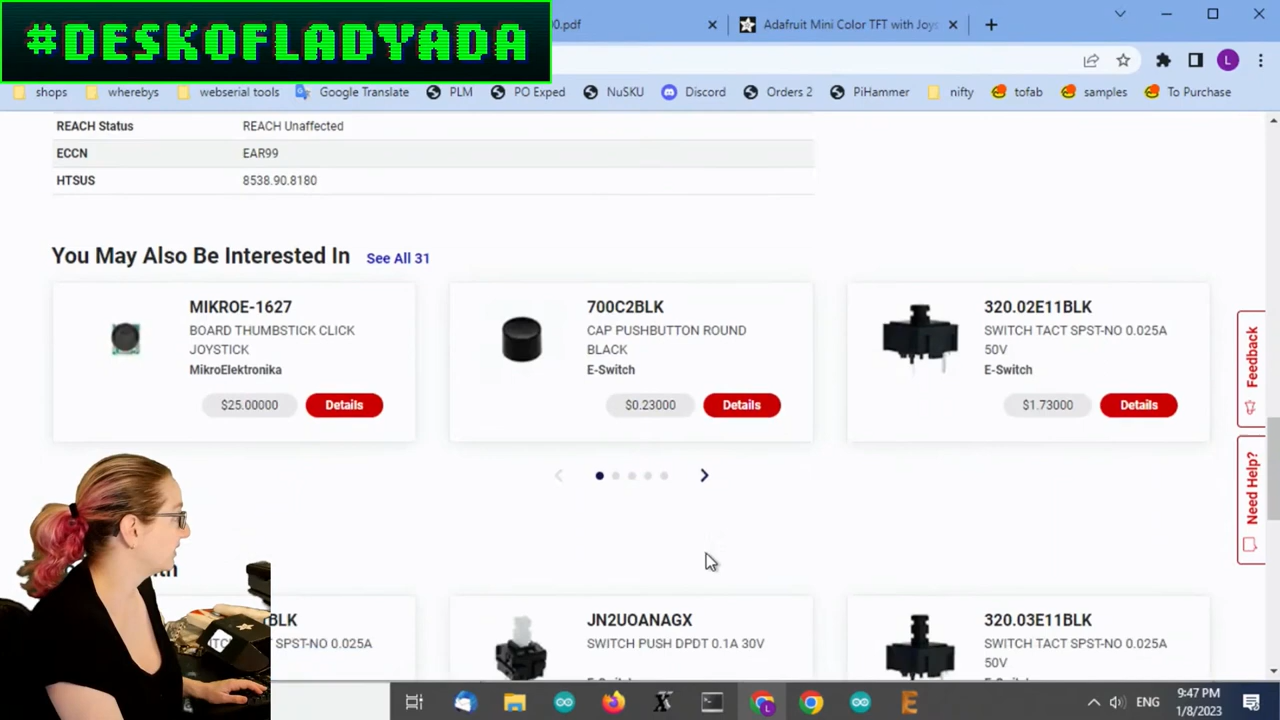 #DESKOFLADYADA
0.pdf
Adafruit Mini Color TFT with Joys
shops
wherebys
webserial tools
Google Translate
PLM
PO Exped
NuSKU
Discord
Orders 2
PiHammer
nifty
tofab
samples
To Purchase
REACH Status REACH Unaffected
ECCN EAR99
HTSUS 8538.90.8180
You May Also Be Interested In See All 31
MIKROE-1627
BOARD THUMBSTICK CLICK
JOYSTICK
MikroElektronika
$25.00000 Details
700C2BLK
CAP PUSHBUTTON ROUND
BLACK
E-Switch
$0.23000 Details
320.02E11BLK
SWITCH TACT SPST-NO 0.025A
50V
E-Switch
$1.73000 Details
Feedback
Need Help?
BLK
SPST-NO 0.025A
JN2UOANAGX
SWITCH PUSH DPDT 0.1A 30V
320.03E11BLK
SWITCH TACT SPST-NO 0.025A
50V
L
ENG
9:47 PM
1/8/2023